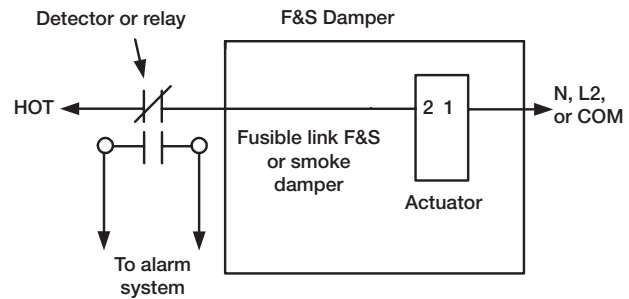 F&S Damper
Detector or relay
HOT
2 1
N, L2,
or COM
Fusible link F&S
or smoke
damper
Actuator
To alarm
system